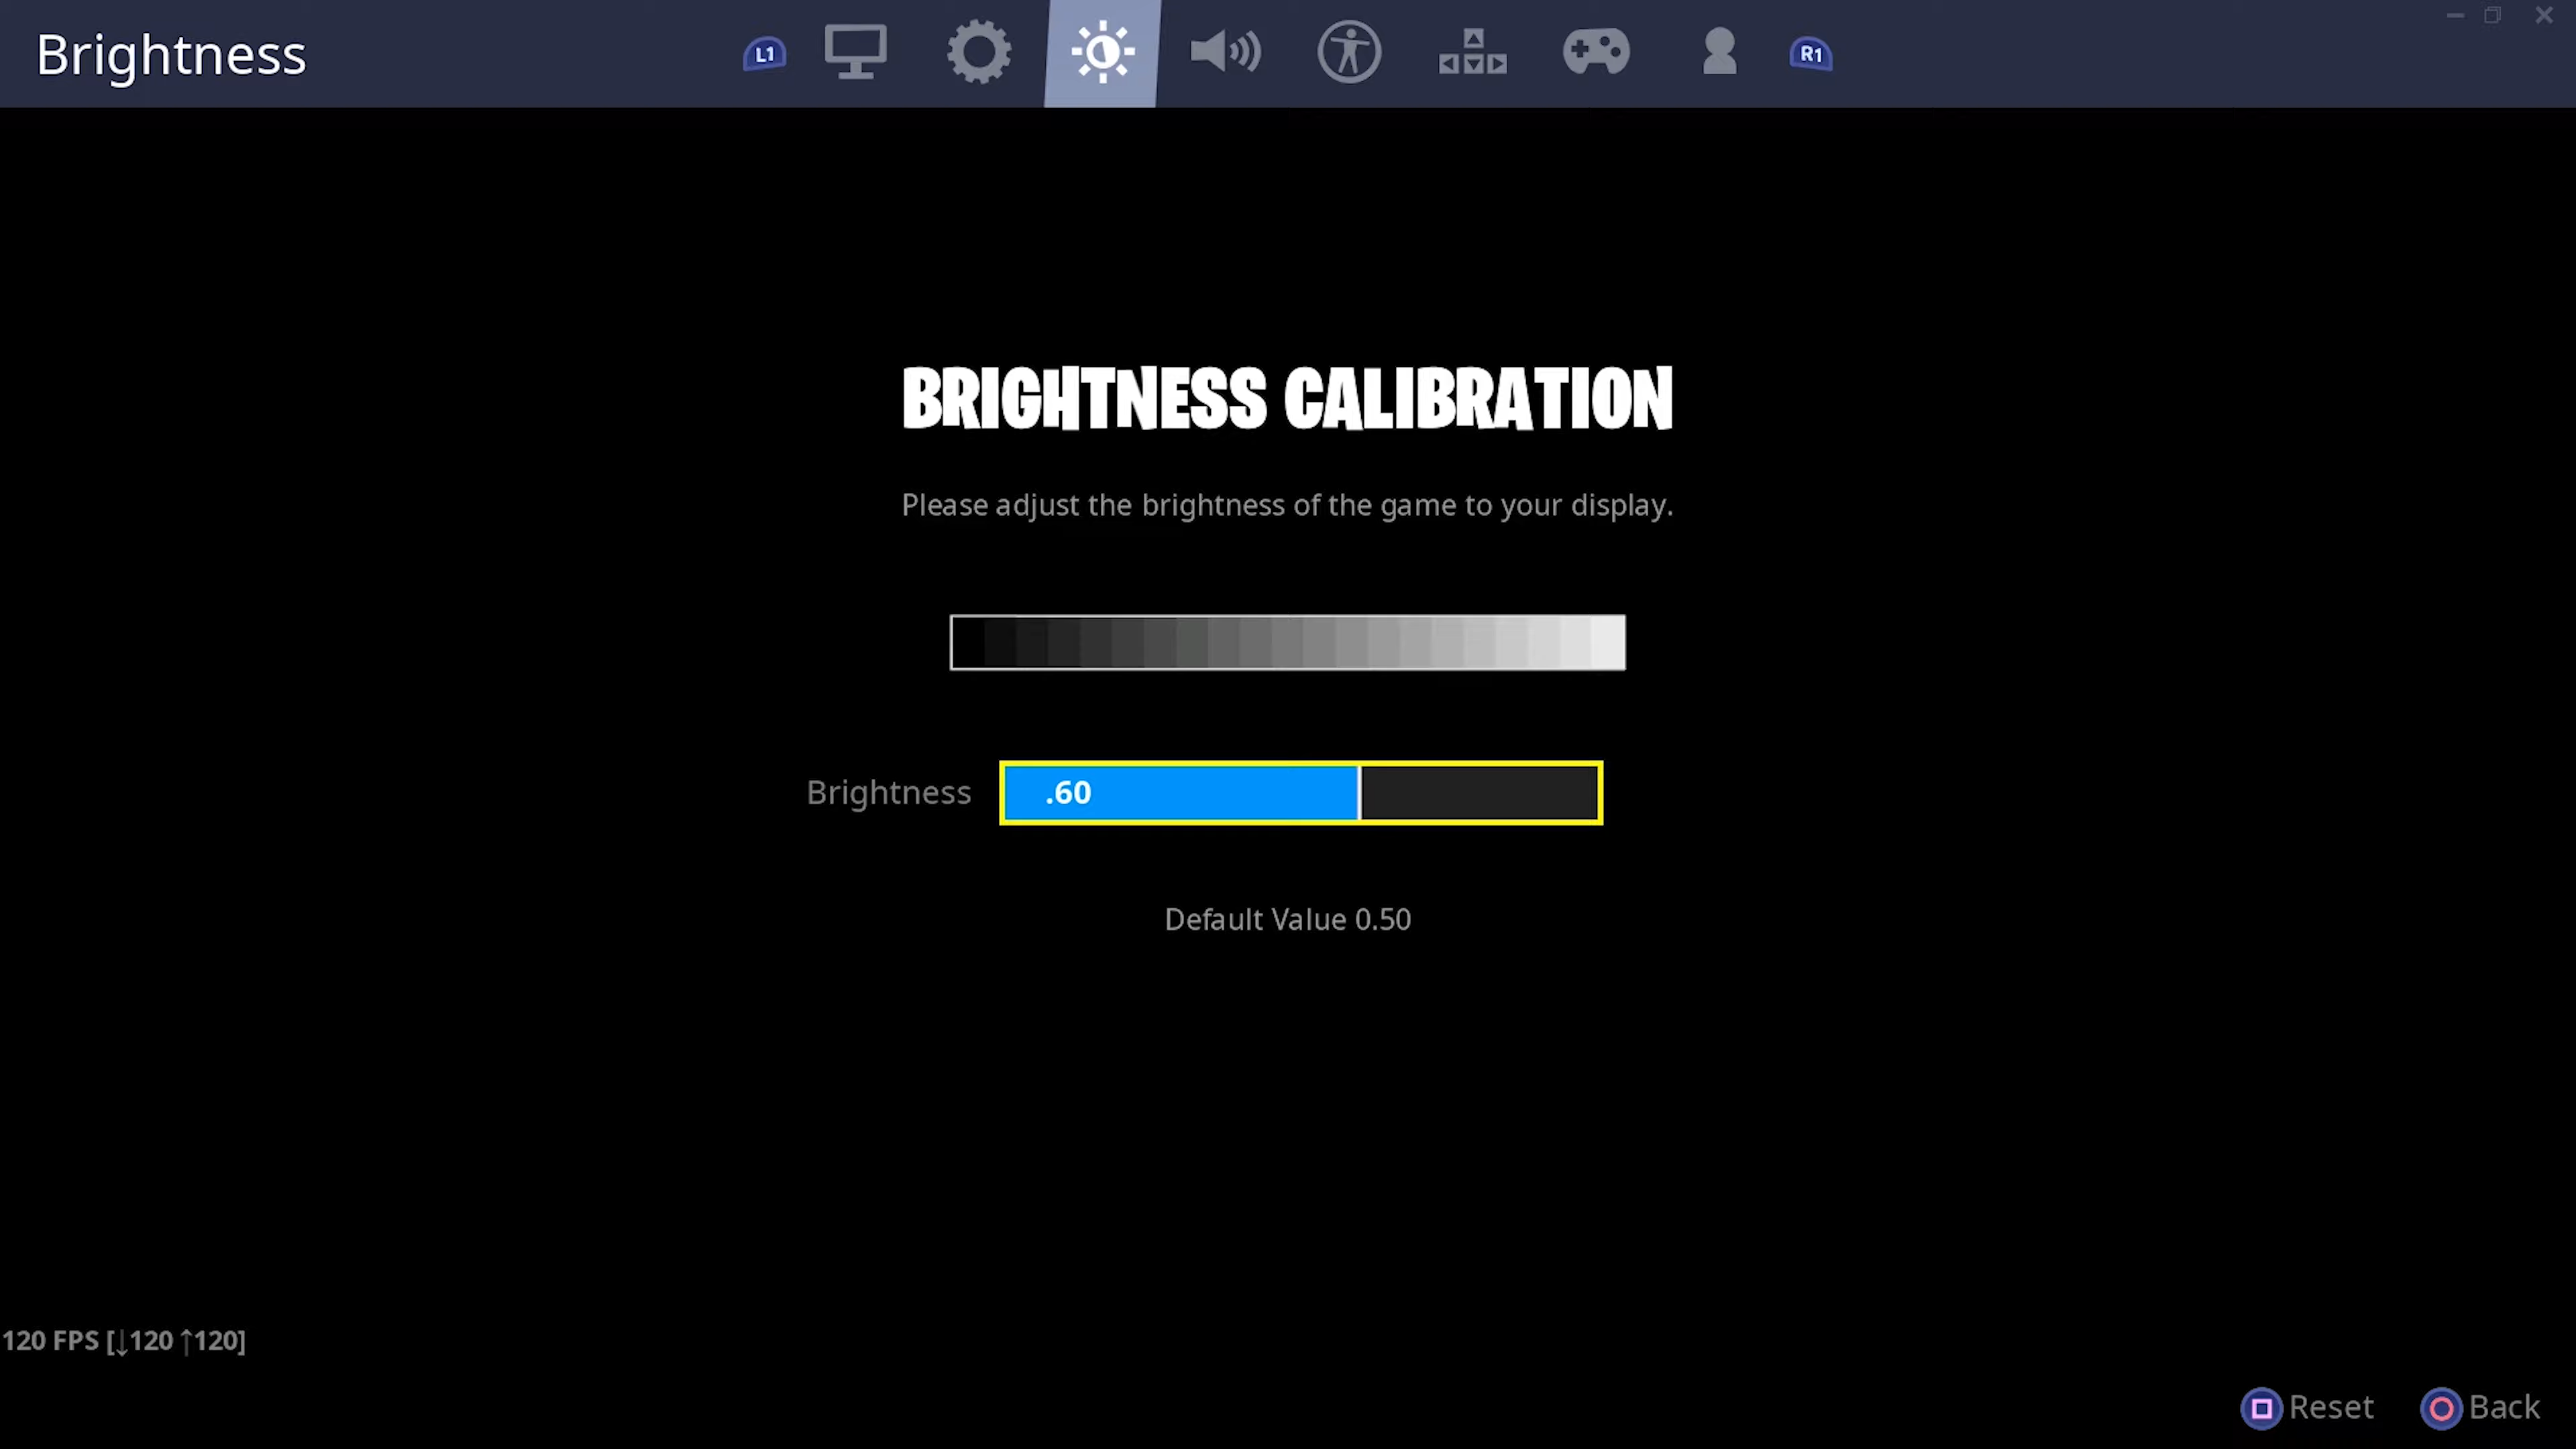 Brightness
L1
R1
BRIGHTNESS CALIBRATION
Please adjust the brightness of the game to your display.
Brightness .60
Default Value 0.50
120 FPS [↓120 ↑120]
Reset Back